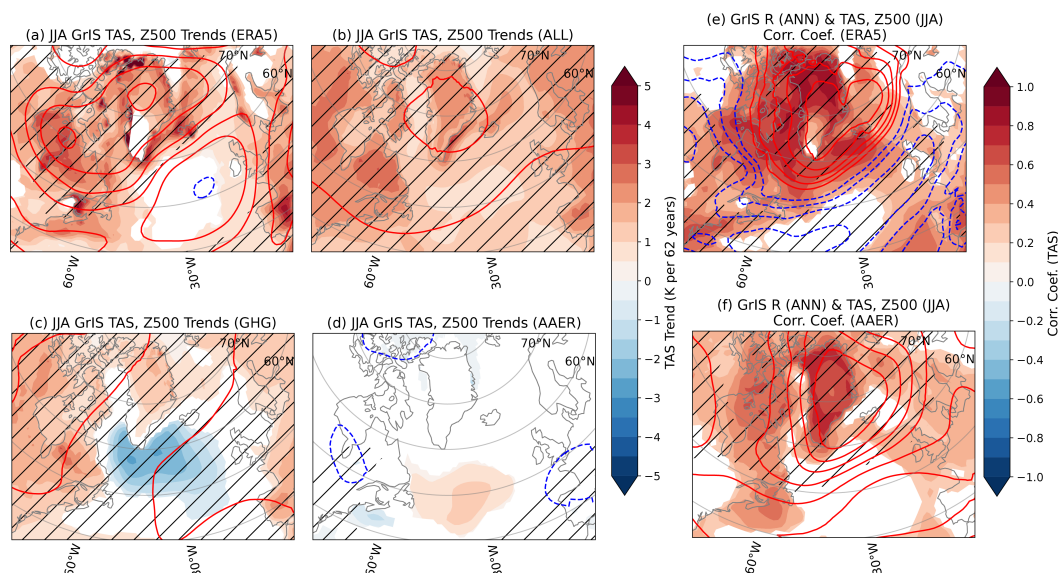 (a) JJA GrIS TAS, Z500 Trends (ERA5)
70°N
60°N
60°W
30°W
(b) JJA GrIS TAS, Z500 Trends (ALL)
70°N
60°N
60°W
30°W
5
4
3
2
1
0
−1
−2
−3
−4
−5
TAS Trend (K per 62 years)
(e) GrIS R (ANN) & TAS, Z500 (JJA)
Corr. Coef. (ERA5)
70°N
60°N
60°W
30°W
1.0
0.8
0.6
0.4
0.2
0.0
−0.2
−0.4
−0.6
−0.8
−1.0
Corr. Coef. (TAS)
(c) JJA GrIS TAS, Z500 Trends (GHG)
70°N
60°N
60°W
30°W
(d) JJA GrIS TAS, Z500 Trends (AAER)
70°N
60°N
60°W
30°W
(f) GrIS R (ANN) & TAS, Z500 (JJA)
Corr. Coef. (AAER)
70°N
60°N
60°W
30°W